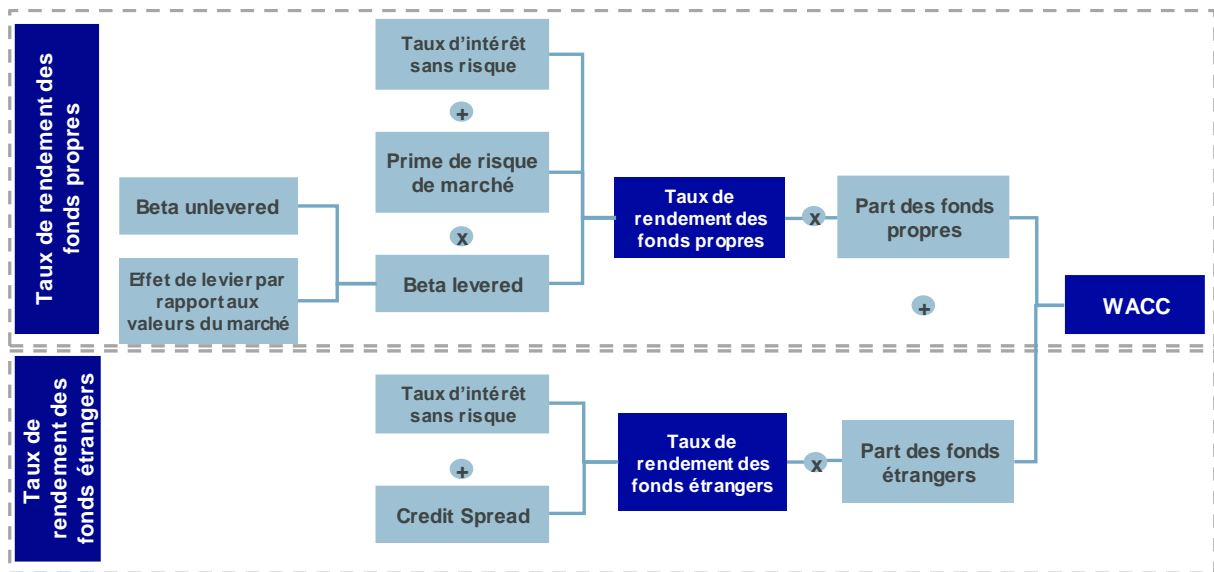 Taux de rendement des
fonds propres
Taux d'intérêt
sans risque
+
Prime de risque
de marché
x
Beta unlevered
Effet de levier par
rapport aux
valeurs du marché
Beta levered
Taux de
rendement des
fonds propres
x
Part des fonds
propres
+
WACC
Taux de
rendement des
fonds étrangers
Taux d'intérêt
sans risque
+
Credit Spread
Taux de
rendement des
fonds étrangers
x
Part des fonds
étrangers